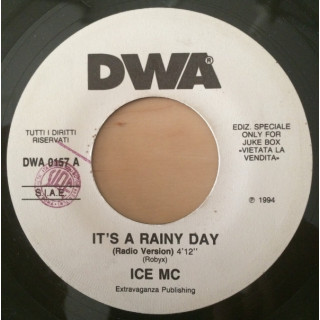 DWA®
TUTTI I DIRITTI
RISERVATI
DWA 0157 A
S.I.A.E.
EDIZ. SPECIALE
ONLY FOR
JUKE BOX
«VIETATA LA
VENDITA»
℗ 1994
IT'S A RAINY DAY
(Radio Version) 4'12"
(Robyx)
ICE MC
Extravaganza Publishing